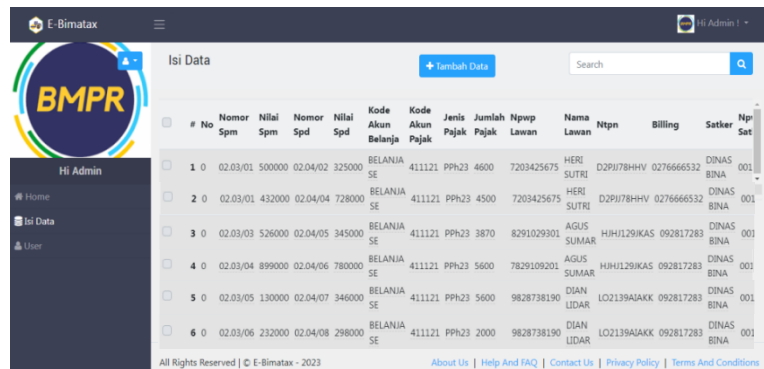 E-Bimatax
Hi Admin !
BMPR
Hi Admin
Home
Isi Data
User
Isi Data
Tambah Data
Search
# No Nomor Spm Nilai Spm Nomor Spd Nilai Spd Kode Akun Belanja Kode Akun Pajak Jenis Pajak Jumlah Pajak Npwp Lawan Nama Lawan Ntpn Billing Satker
1 0 02.03/01 500000 02.04/02 325000 BELANJA SE 411121 PPh23 4600 7203425675 HERI SUTRI D2PJJ78HHV 0276666532 DINAS BINA 001
2 0 02.03/01 432000 02.04/04 728000 BELANJA SE 411121 PPh23 4500 7203425675 HERI SUTRI D2PJJ78HHV 0276666532 DINAS BINA 001
3 0 02.03/03 526000 02.04/05 345000 BELANJA SE 411121 PPh23 3870 8291029301 AGUS SUMAR HJHJ129JKAS 092817283 DINAS BINA 001
4 0 02.03/04 899000 02.04/06 780000 BELANJA SE 411121 PPh23 5600 7829109201 AGUS SUMAR HJHJ129JKAS 092817283 DINAS BINA 001
5 0 02.03/05 130000 02.04/07 346000 BELANJA SE 411121 PPh23 5600 9828738190 DIAN LIDAR LO2139AIAKK 092817283 DINAS BINA 001
6 0 02.03/06 232000 02.04/08 298000 BELANJA SE 411121 PPh23 2000 9828738190 DIAN LIDAR LO2139AIAKK 092817283 DINAS BINA 001
All Rights Reserved | © E-Bimatax - 2023
About Us | Help And FAQ | Contact Us | Privacy Policy | Terms And Conditions